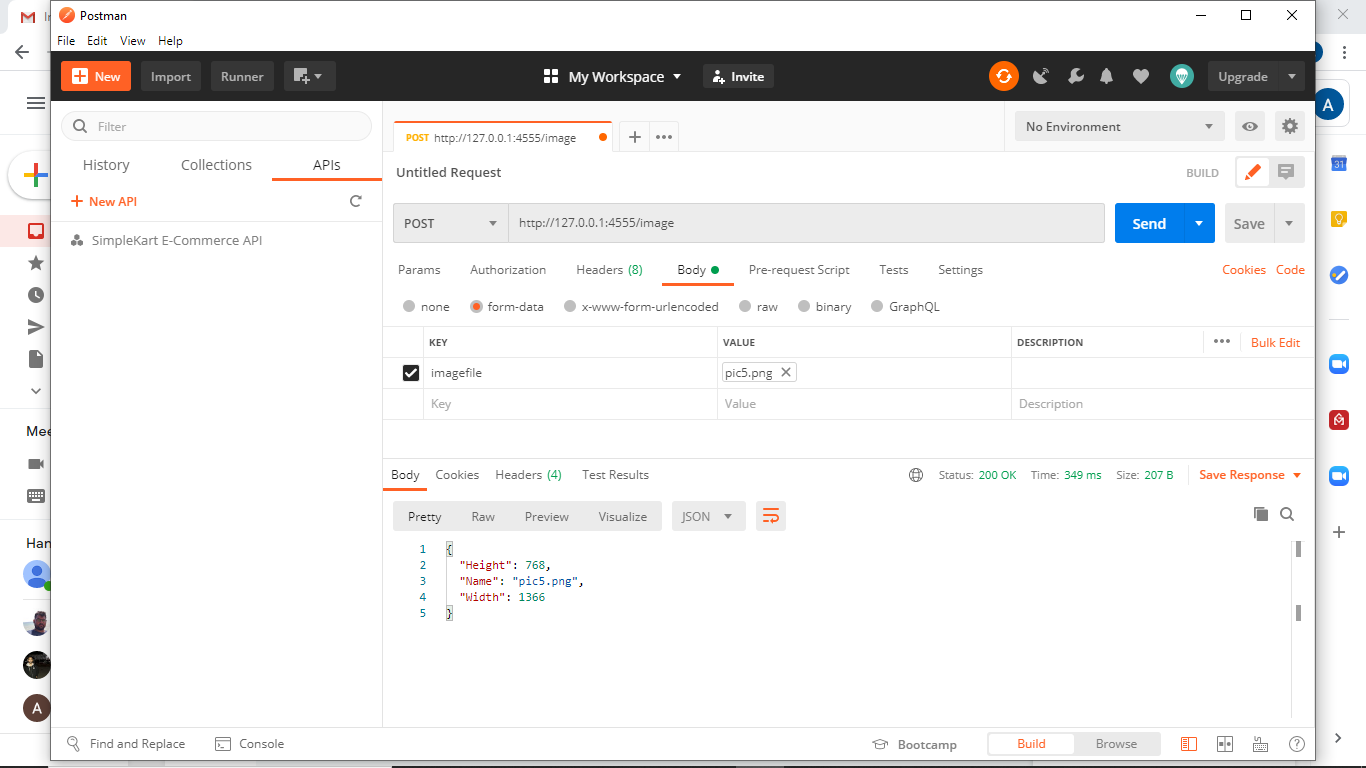 Postman
File Edit View Help
New Import Runner My Workspace Invite Upgrade
A
Filter
History Collections APIs
New API
SimpleKart E-Commerce API
POST http://127.0.0.1:4555/image
No Environment
Untitled Request BUILD
POST http://127.0.0.1:4555/image Send Save
Params Authorization Headers (8) Body Pre-request Script Tests Settings Cookies Code
none form-data x-www-form-urlencoded raw binary GraphQL
KEY VALUE DESCRIPTION Bulk Edit
imagefile pic5.png
Key Value Description
Body Cookies Headers (4) Test Results Status: 200 OK Time: 349 ms Size: 207 B Save Response
Pretty Raw Preview Visualize JSON
1 {
2 "Height": 768,
3 "Name": "pic5.png",
4 "Width": 1366
5 }
Find and Replace Console Bootcamp Build Browse
Mee
Han
A
31